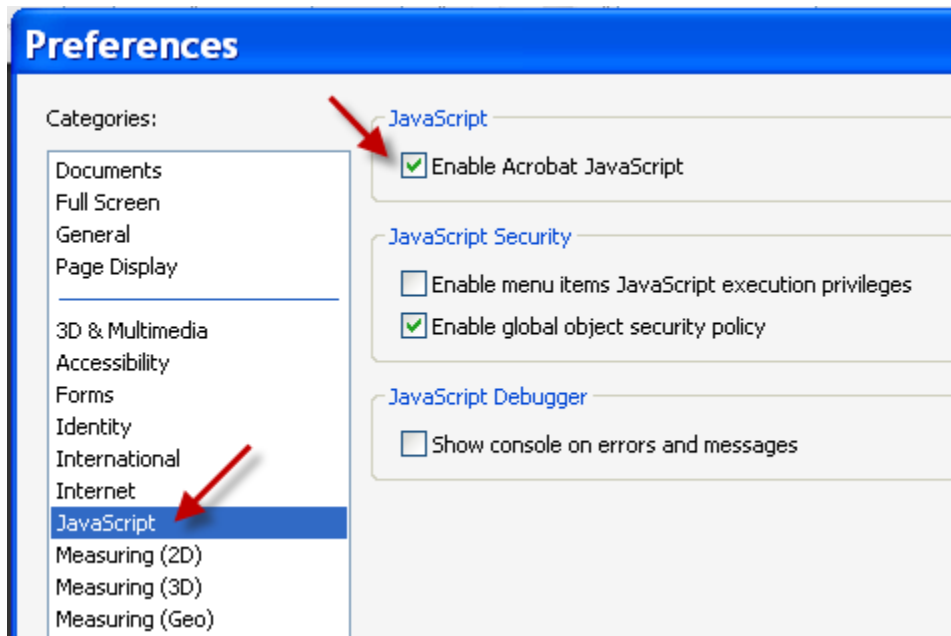 Preferences
Categories:
Documents
Full Screen
General
Page Display
3D & Multimedia
Accessibility
Forms
Identity
International
Internet
JavaScript
Measuring (2D)
Measuring (3D)
Measuring (Geo)
JavaScript
Enable Acrobat JavaScript
JavaScript Security
Enable menu items JavaScript execution privileges
Enable global object security policy
JavaScript Debugger
Show console on errors and messages